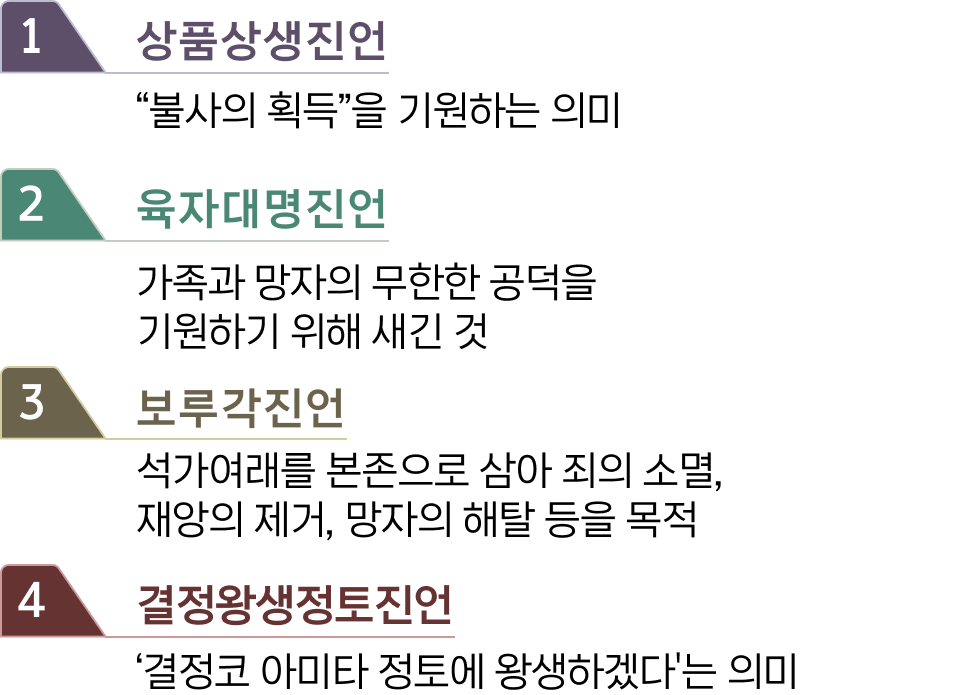 1 상품상생진언
“불사의 획득”을 기원하는 의미
2 육자대명진언
가족과 망자의 무한한 공덕을
기원하기 위해 새긴 것
3 보루각진언
석가여래를 본존으로 삼아 죄의 소멸,
재앙의 제거, 망자의 해탈 등을 목적
4 결정왕생정토진언
‘결정코 아미타 정토에 왕생하겠다'는 의미